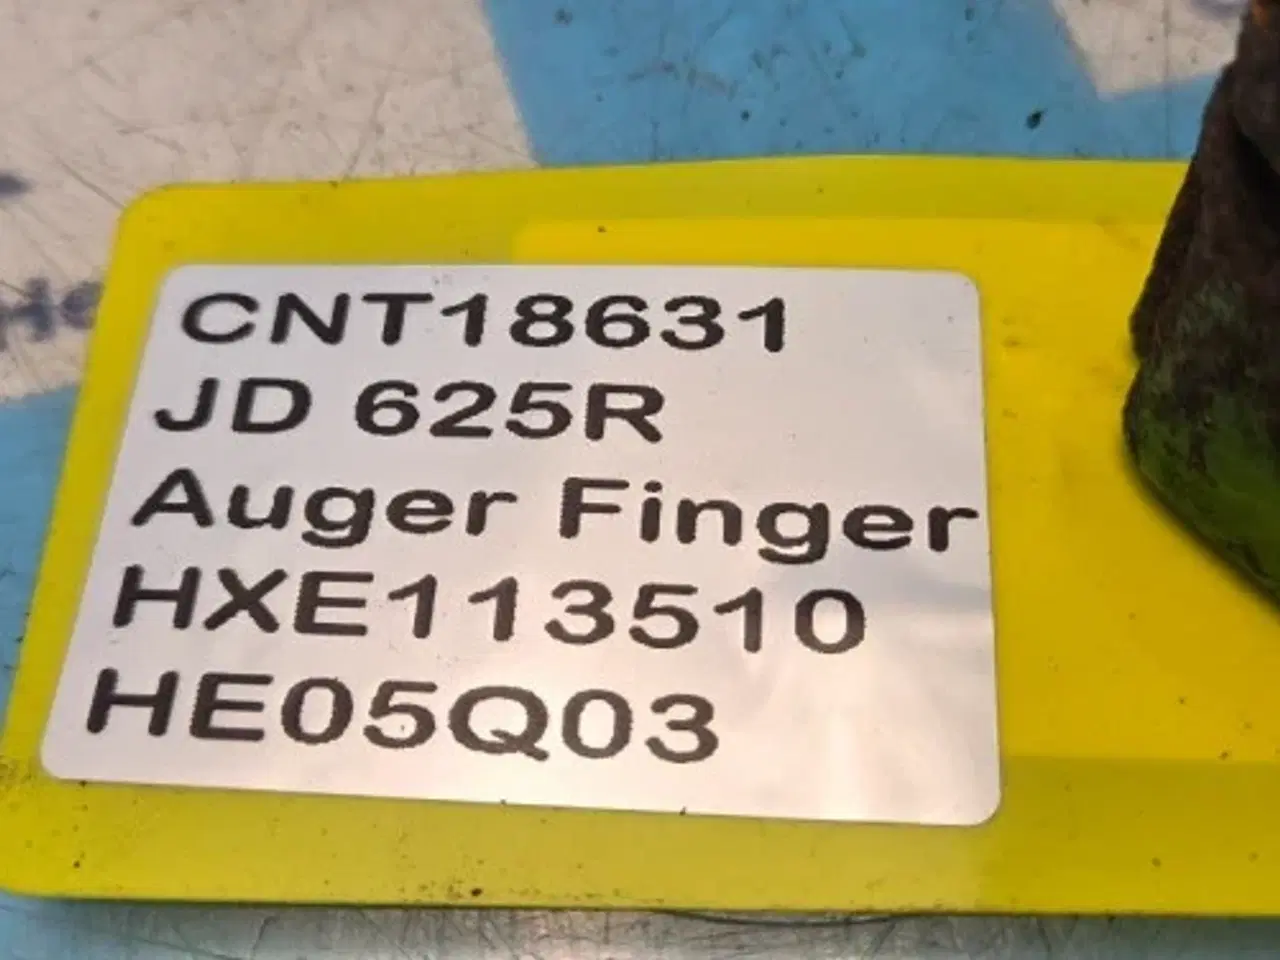 CNT18631
JD 625R
Auger Finger
HXE113510
HE05Q03